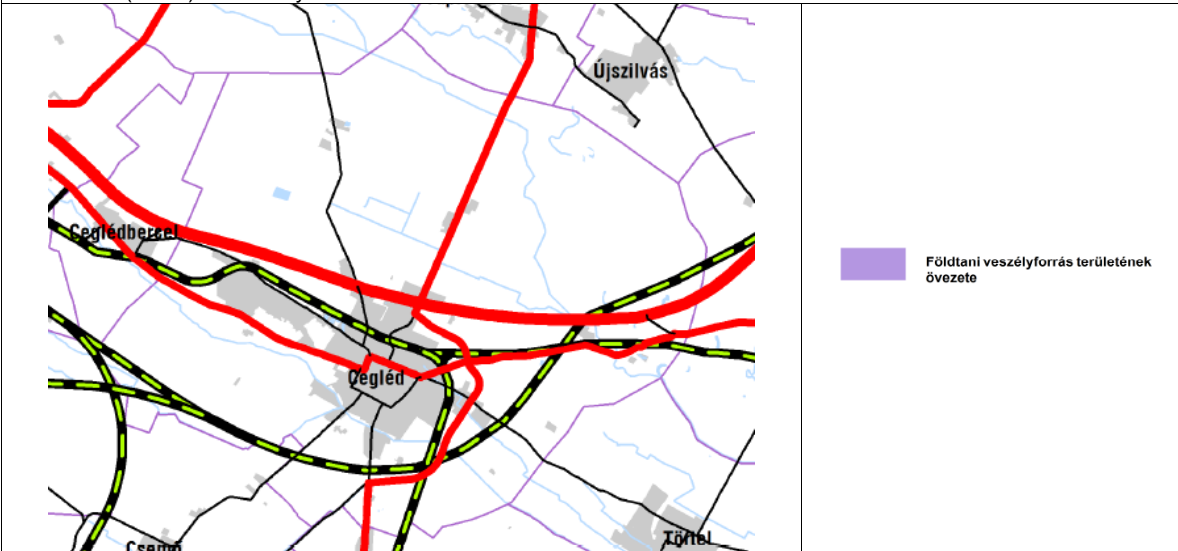 Újszilvás
Ceglédbercel
Cegléd
Törtel
Földtani veszélyforrás területének
övezete